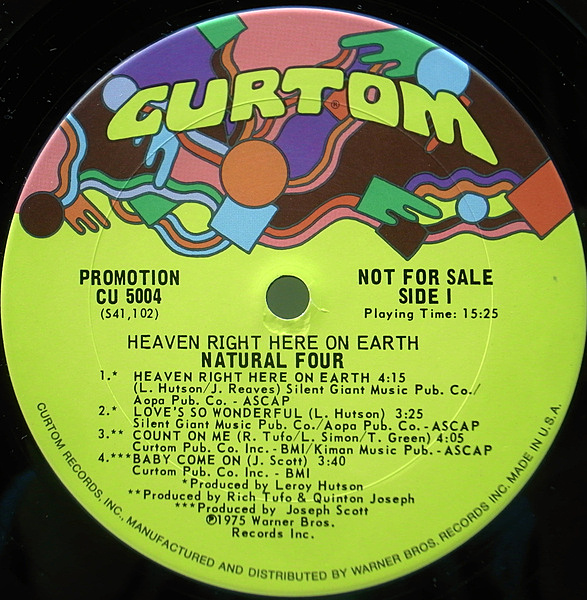 CURTOM®
PROMOTION
CU 5004
(S41,102)
NOT FOR SALE
SIDE I
Playing Time: 15:25
HEAVEN RIGHT HERE ON EARTH
NATURAL FOUR
1.* HEAVEN RIGHT HERE ON EARTH 4:15
(L. Hutson/J. Reaves) Silent Giant Music Pub. Co./
Aopa Pub. Co. - ASCAP
2.* LOVE'S SO WONDERFUL (L. Hutson) 3:25
Silent Giant Music Pub. Co./Aopa Pub. Co. - ASCAP
3.** COUNT ON ME (R. Tufo/L. Simon/T. Green) 4:05
Curtom Pub. Co. Inc. - BMI/Kiman Music Pub. - ASCAP
4.***BABY COME ON (J. Scott) 3:40
Curtom Pub. Co. Inc. - BMI
*Produced by Leroy Hutson
**Produced by Rich Tufo & Quinton Joseph
***Produced by Joseph Scott
℗1975 Warner Bros.
Records Inc.
CURTOM RECORDS, INC., MANUFACTURED AND DISTRIBUTED BY WARNER BROS. RECORDS INC. MADE IN U.S.A.